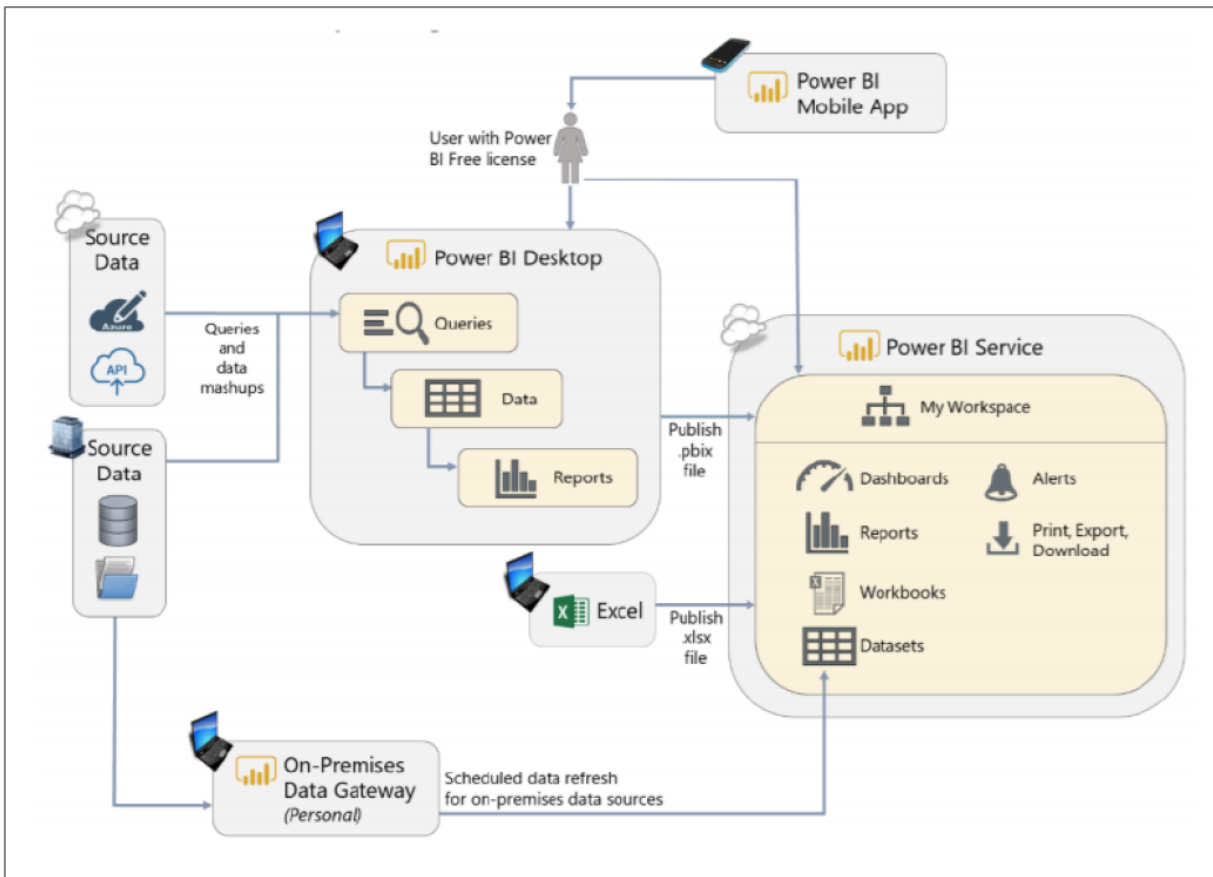 Power BI
Mobile App
User with Power
BI Free license
Source
Data
Azure
API
Queries
and
data
mashups
Source
Data
Power BI Desktop
Queries
Data
Reports
Publish
.pbix
file
Excel
Publish
.xlsx
file
Power BI Service
My Workspace
Dashboards
Alerts
Reports
Print, Export,
Download
Workbooks
Datasets
On-Premises
Data Gateway
(Personal)
Scheduled data refresh
for on-premises data sources